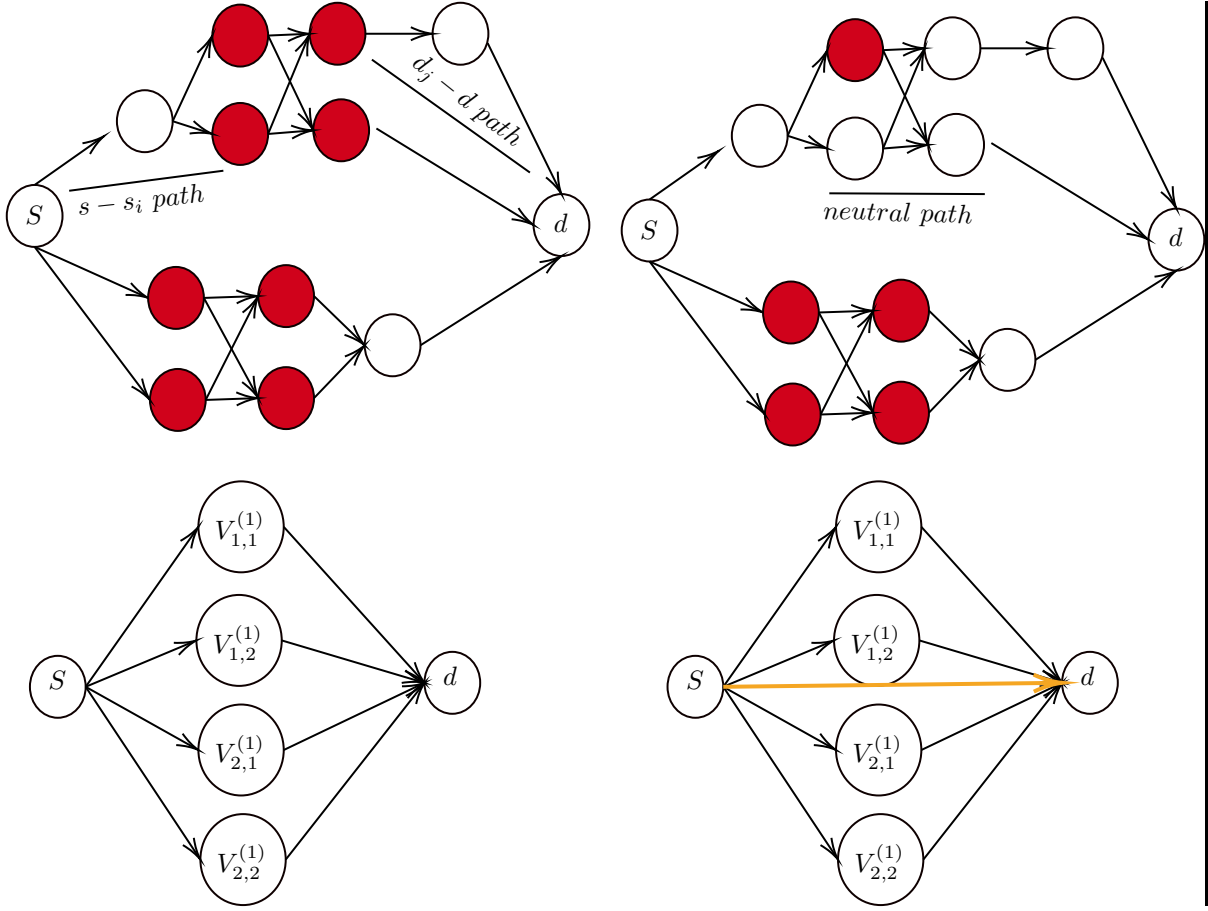 d_j − d path
s − s_i path
S
d
neutral path
S
d
V_{1,1}^{(1)}
V_{1,2}^{(1)}
S
d
V_{2,1}^{(1)}
V_{2,2}^{(1)}
V_{1,1}^{(1)}
V_{1,2}^{(1)}
S
d
V_{2,1}^{(1)}
V_{2,2}^{(1)}